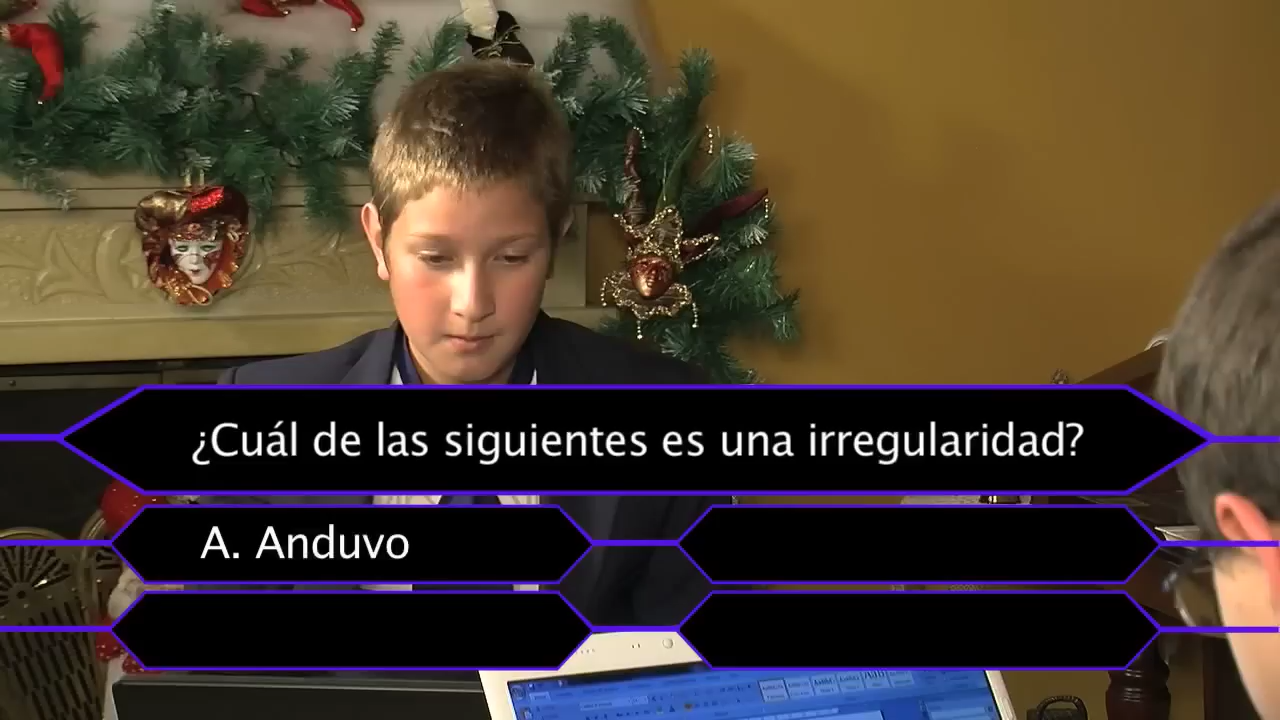 ¿Cuál de las siguientes es una irregularidad?
A. Anduvo